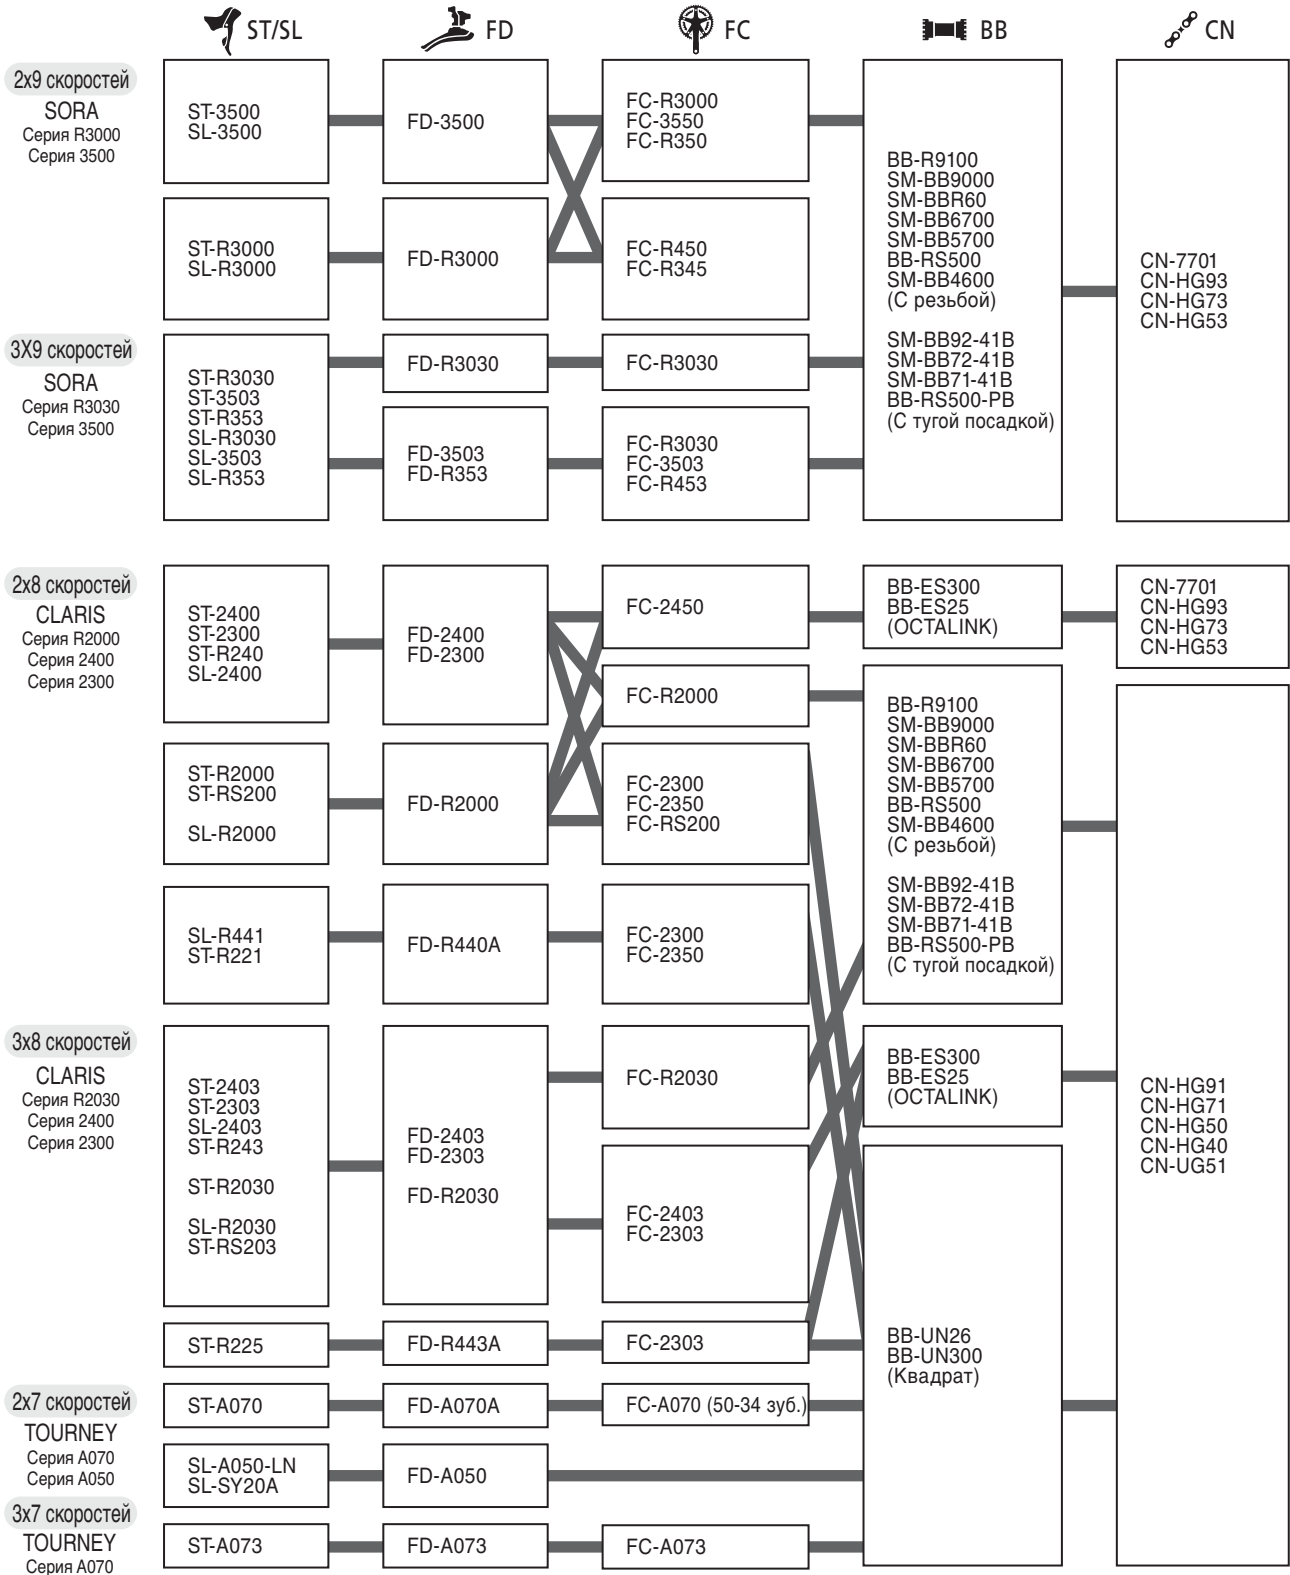 ST/SL
FD
FC
BB
CN
2x9 скоростей
SORA
Серия R3000
Серия 3500
ST-3500
SL-3500
FD-3500
FC-R3000
FC-3550
FC-R350
ST-R3000
SL-R3000
FD-R3000
FC-R450
FC-R345
BB-R9100
SM-BB9000
SM-BBR60
SM-BB6700
SM-BB5700
BB-RS500
SM-BB4600
(С резьбой)
SM-BB92-41B
SM-BB72-41B
SM-BB71-41B
BB-RS500-PB
(С тугой посадкой)
CN-7701
CN-HG93
CN-HG73
CN-HG53
3X9 скоростей
SORA
Серия R3030
Серия 3500
ST-R3030
ST-3503
ST-R353
SL-R3030
SL-3503
SL-R353
FD-R3030
FC-R3030
FD-3503
FD-R353
FC-R3030
FC-3503
FC-R453
2x8 скоростей
CLARIS
Серия R2000
Серия 2400
Серия 2300
ST-2400
ST-2300
ST-R240
SL-2400
FD-2400
FD-2300
FC-2450
BB-ES300
BB-ES25
(OCTALINK)
CN-7701
CN-HG93
CN-HG73
CN-HG53
FC-R2000
ST-R2000
ST-RS200
SL-R2000
FD-R2000
FC-2300
FC-2350
FC-RS200
BB-R9100
SM-BB9000
SM-BBR60
SM-BB6700
SM-BB5700
BB-RS500
SM-BB4600
(С резьбой)
SM-BB92-41B
SM-BB72-41B
SM-BB71-41B
BB-RS500-PB
(С тугой посадкой)
SL-R441
ST-R221
FD-R440A
FC-2300
FC-2350
3x8 скоростей
CLARIS
Серия R2030
Серия 2400
Серия 2300
ST-2403
ST-2303
SL-2403
ST-R243
ST-R2030
SL-R2030
ST-RS203
FD-2403
FD-2303
FD-R2030
FC-R2030
FC-2403
FC-2303
BB-ES300
BB-ES25
(OCTALINK)
CN-HG91
CN-HG71
CN-HG50
CN-HG40
CN-UG51
ST-R225
FD-R443A
FC-2303
BB-UN26
BB-UN300
(Квадрат)
2x7 скоростей
TOURNEY
Серия A070
Серия A050
ST-A070
FD-A070A
FC-A070 (50-34 зуб.)
SL-A050-LN
SL-SY20A
FD-A050
3x7 скоростей
TOURNEY
Серия A070
ST-A073
FD-A073
FC-A073